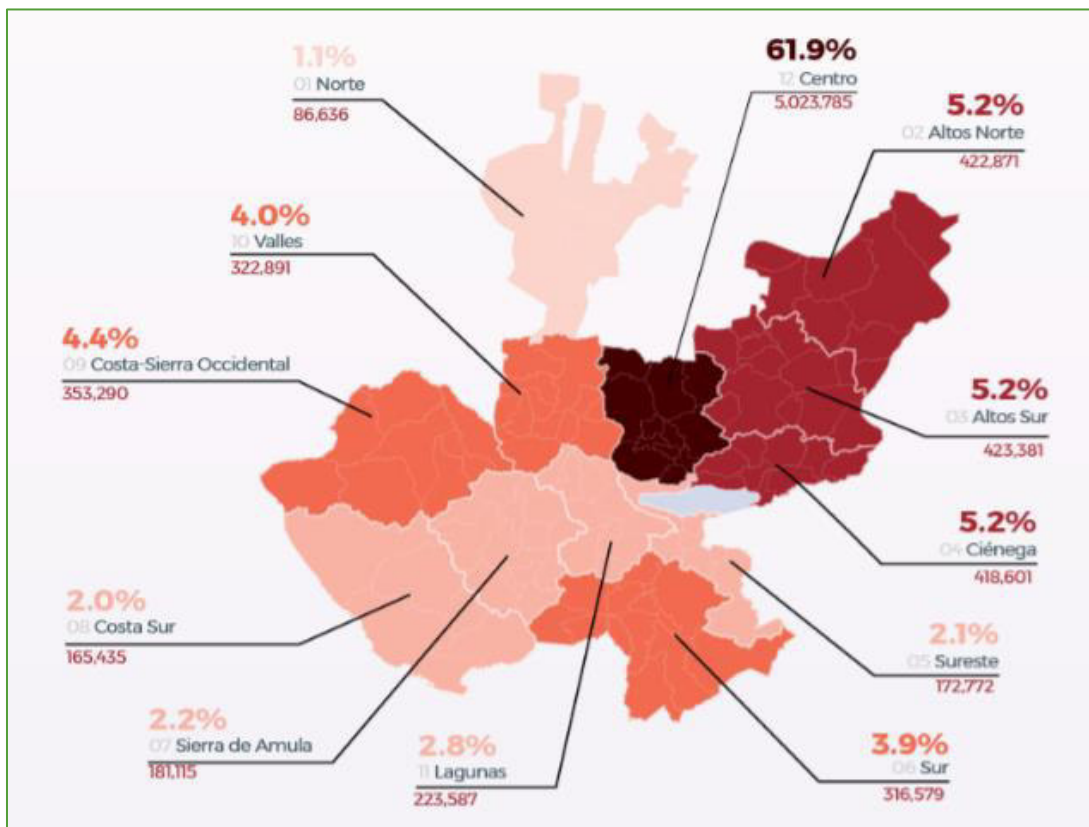 1.1%
01 Norte
86,636
61.9%
12 Centro
5,023,785
5.2%
02 Altos Norte
422,871
4.0%
10 Valles
322,891
4.4%
09 Costa-Sierra Occidental
353,290
5.2%
03 Altos Sur
423,381
5.2%
04 Ciénega
418,601
2.0%
08 Costa Sur
165,435
2.1%
05 Sureste
172,772
2.2%
07 Sierra de Amula
181,115
2.8%
11 Lagunas
223,587
3.9%
06 Sur
316,579